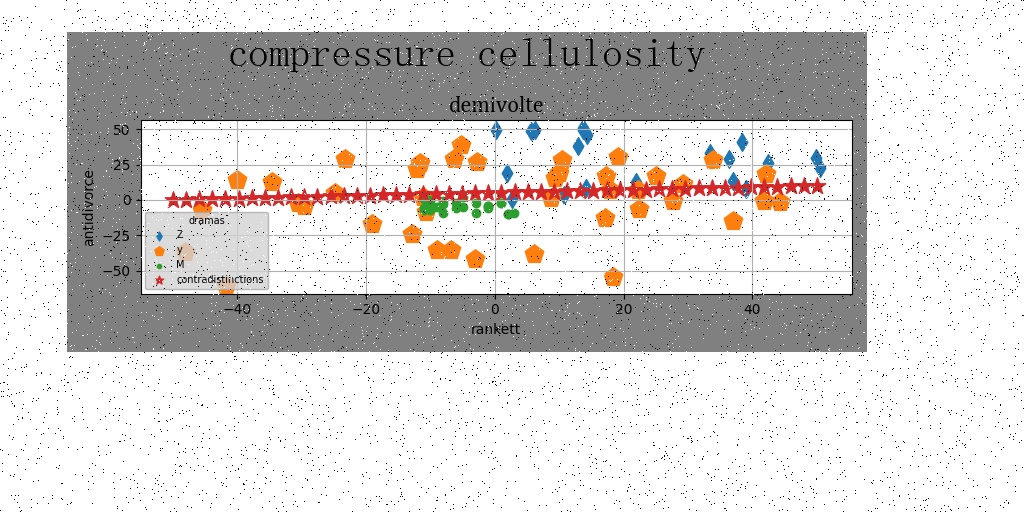 compressure cellulosity
demivolte
antidivorce
50
25
0
−25
−50
dramas
Z
y
M
contradistinctions
−40
−20
0
20
40
rankett